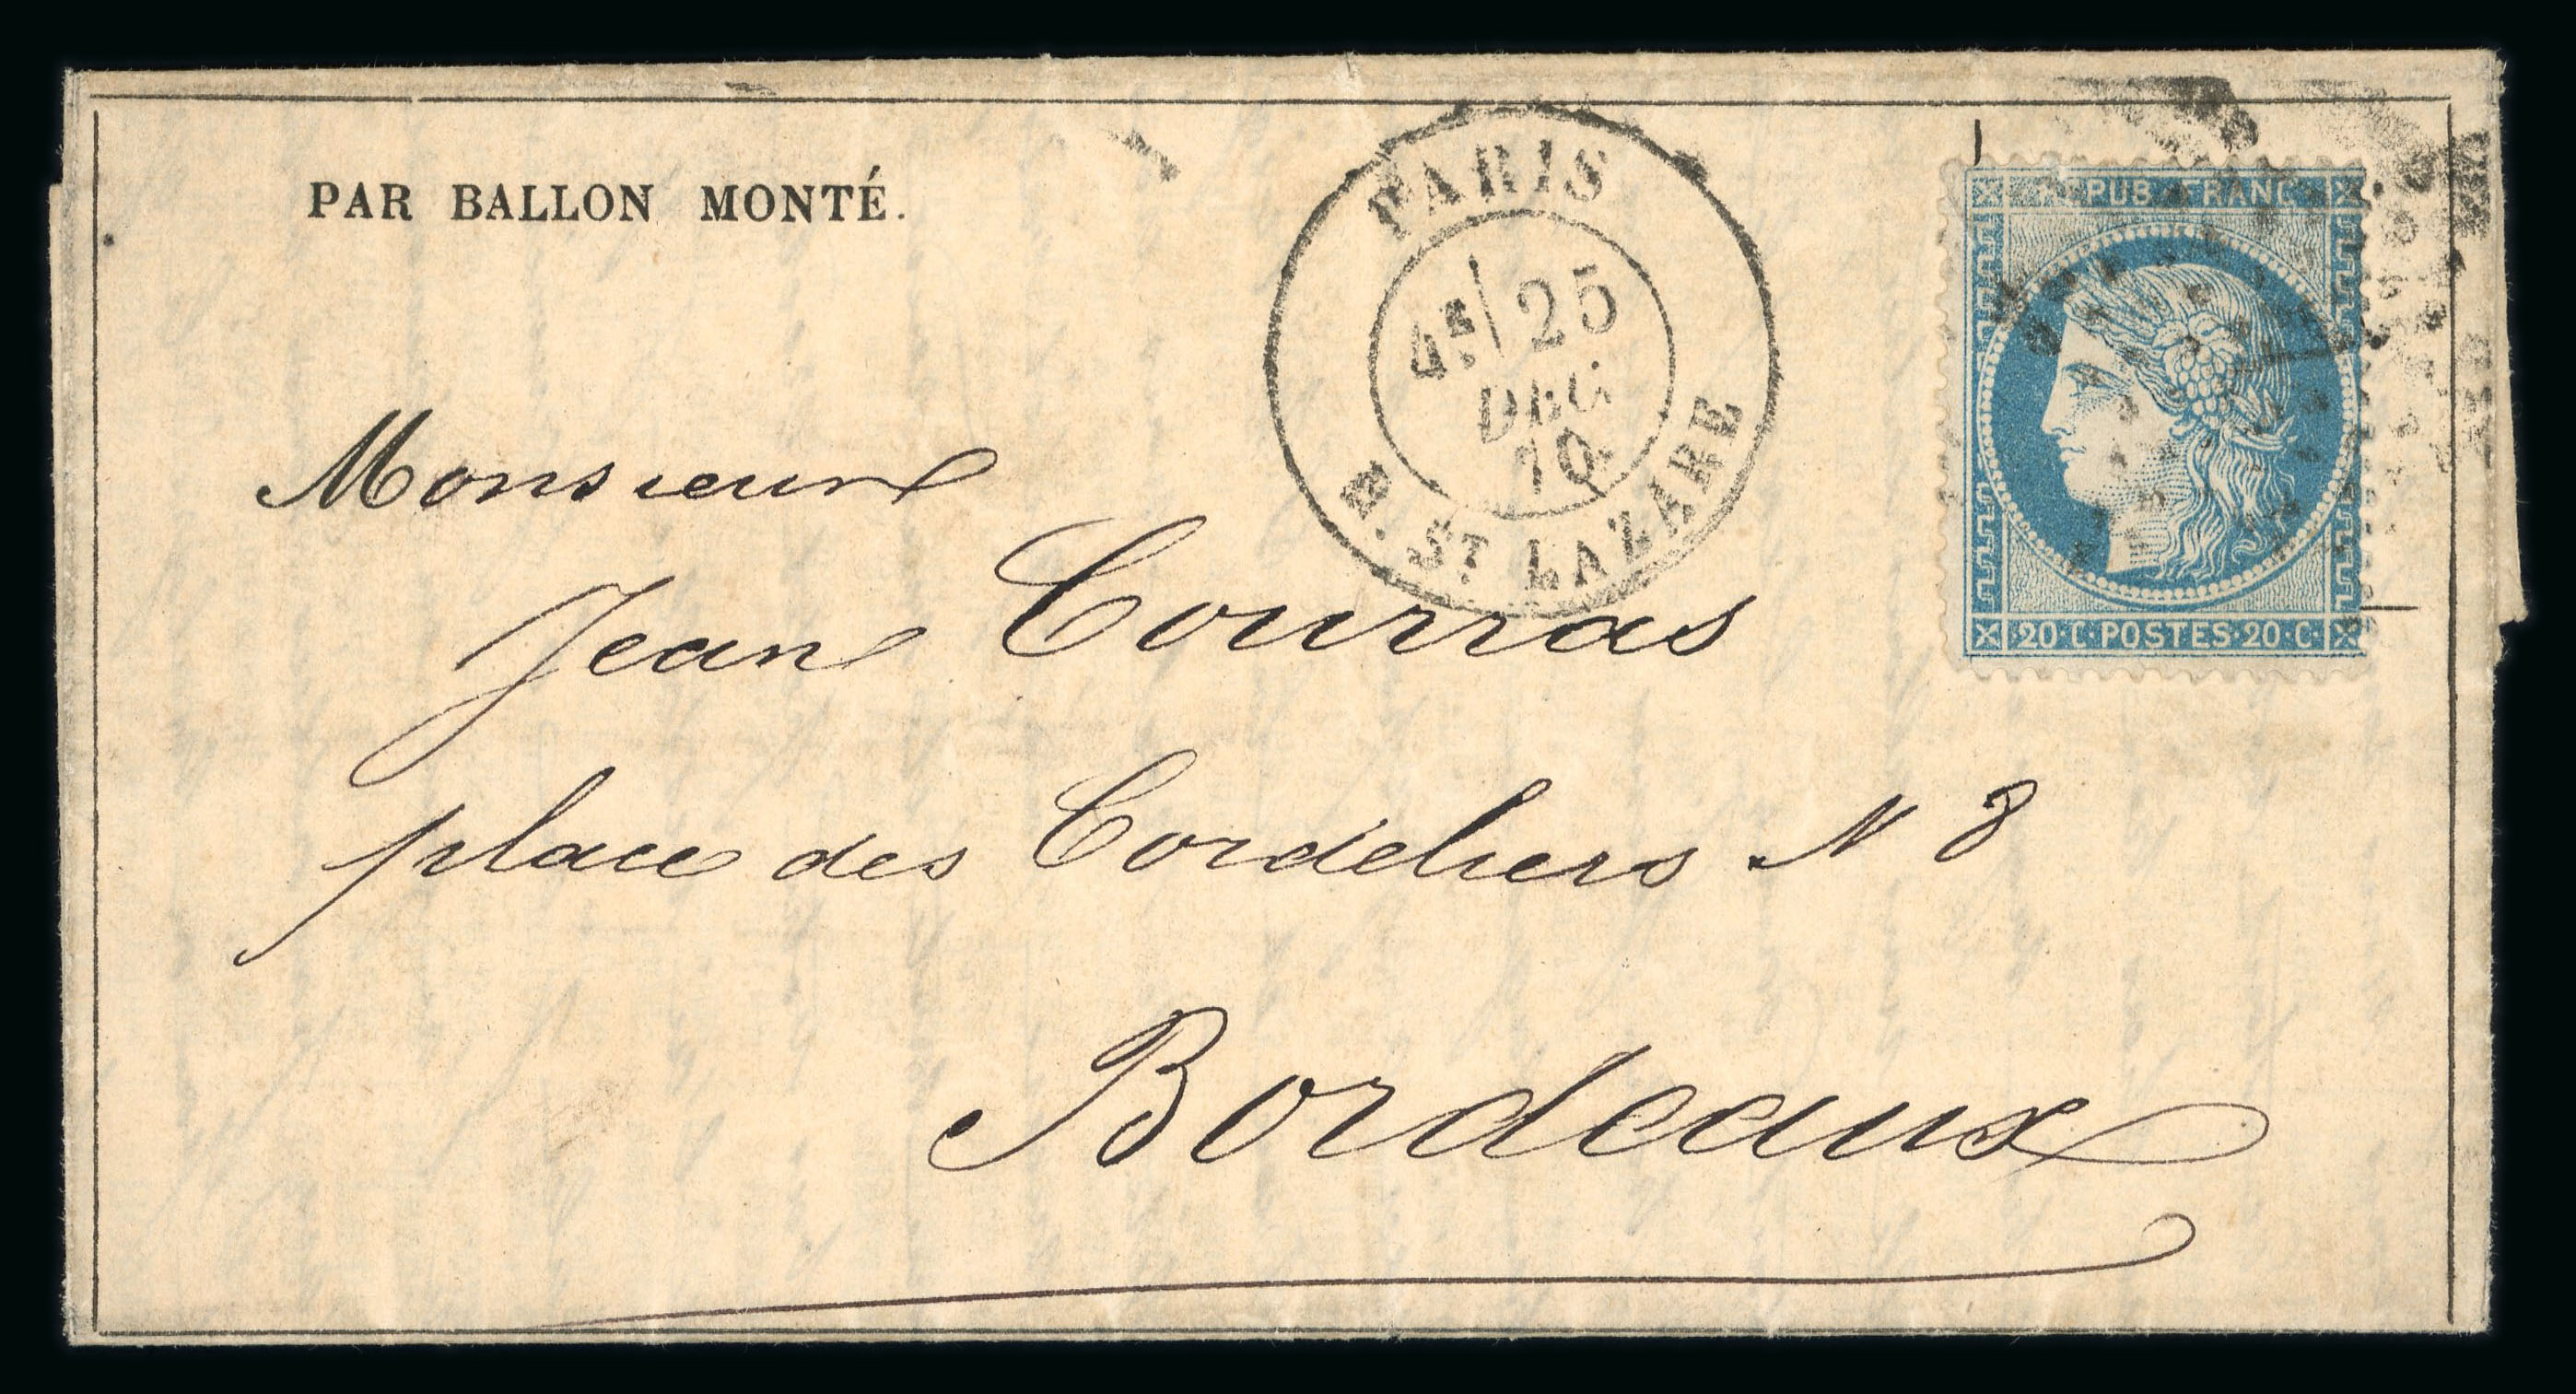 PAR BALLON MONTÉ.
PARIS
4E 25
DEC
70
R. ST LAZARE
REPUB FRANC
20·C·POSTES·20·C·
Monsieur
Jean Courras
place des Cordeliers N 8
Bordeaux